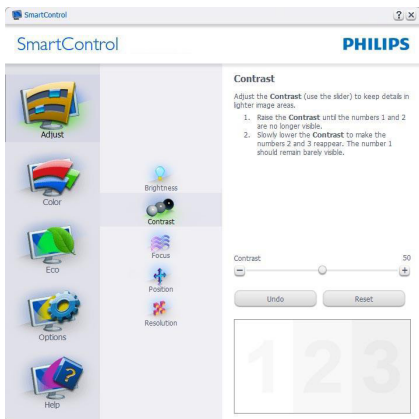 SmartControl
? x
SmartControl
PHILIPS
Adjust
Color
Eco
Options
Help
Brightness
Contrast
Focus
Position
Resolution
Contrast
Adjust the Contrast (use the slider) to keep details in
lighter image areas.
1. Raise the Contrast until the numbers 1 and 2
are no longer visible.
2. Slowly lower the Contrast to make the
numbers 2 and 3 reappear. The number 1
should remain barely visible.
Contrast 50
− +
Undo Reset
1 2 3